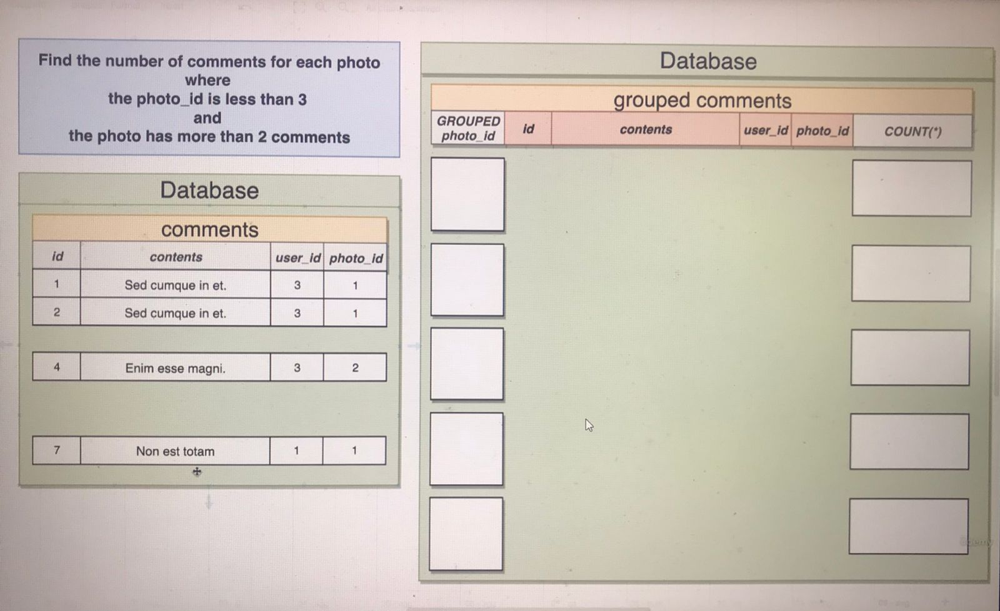 Find the number of comments for each photo
where
the photo_id is less than 3
and
the photo has more than 2 comments
Database
comments
id contents user_id photo_id
1 Sed cumque in et. 3 1
2 Sed cumque in et. 3 1
4 Enim esse magni. 3 2
7 Non est totam 1 1
Database
grouped comments
GROUPED
photo_id id contents user_id photo_id COUNT(*)